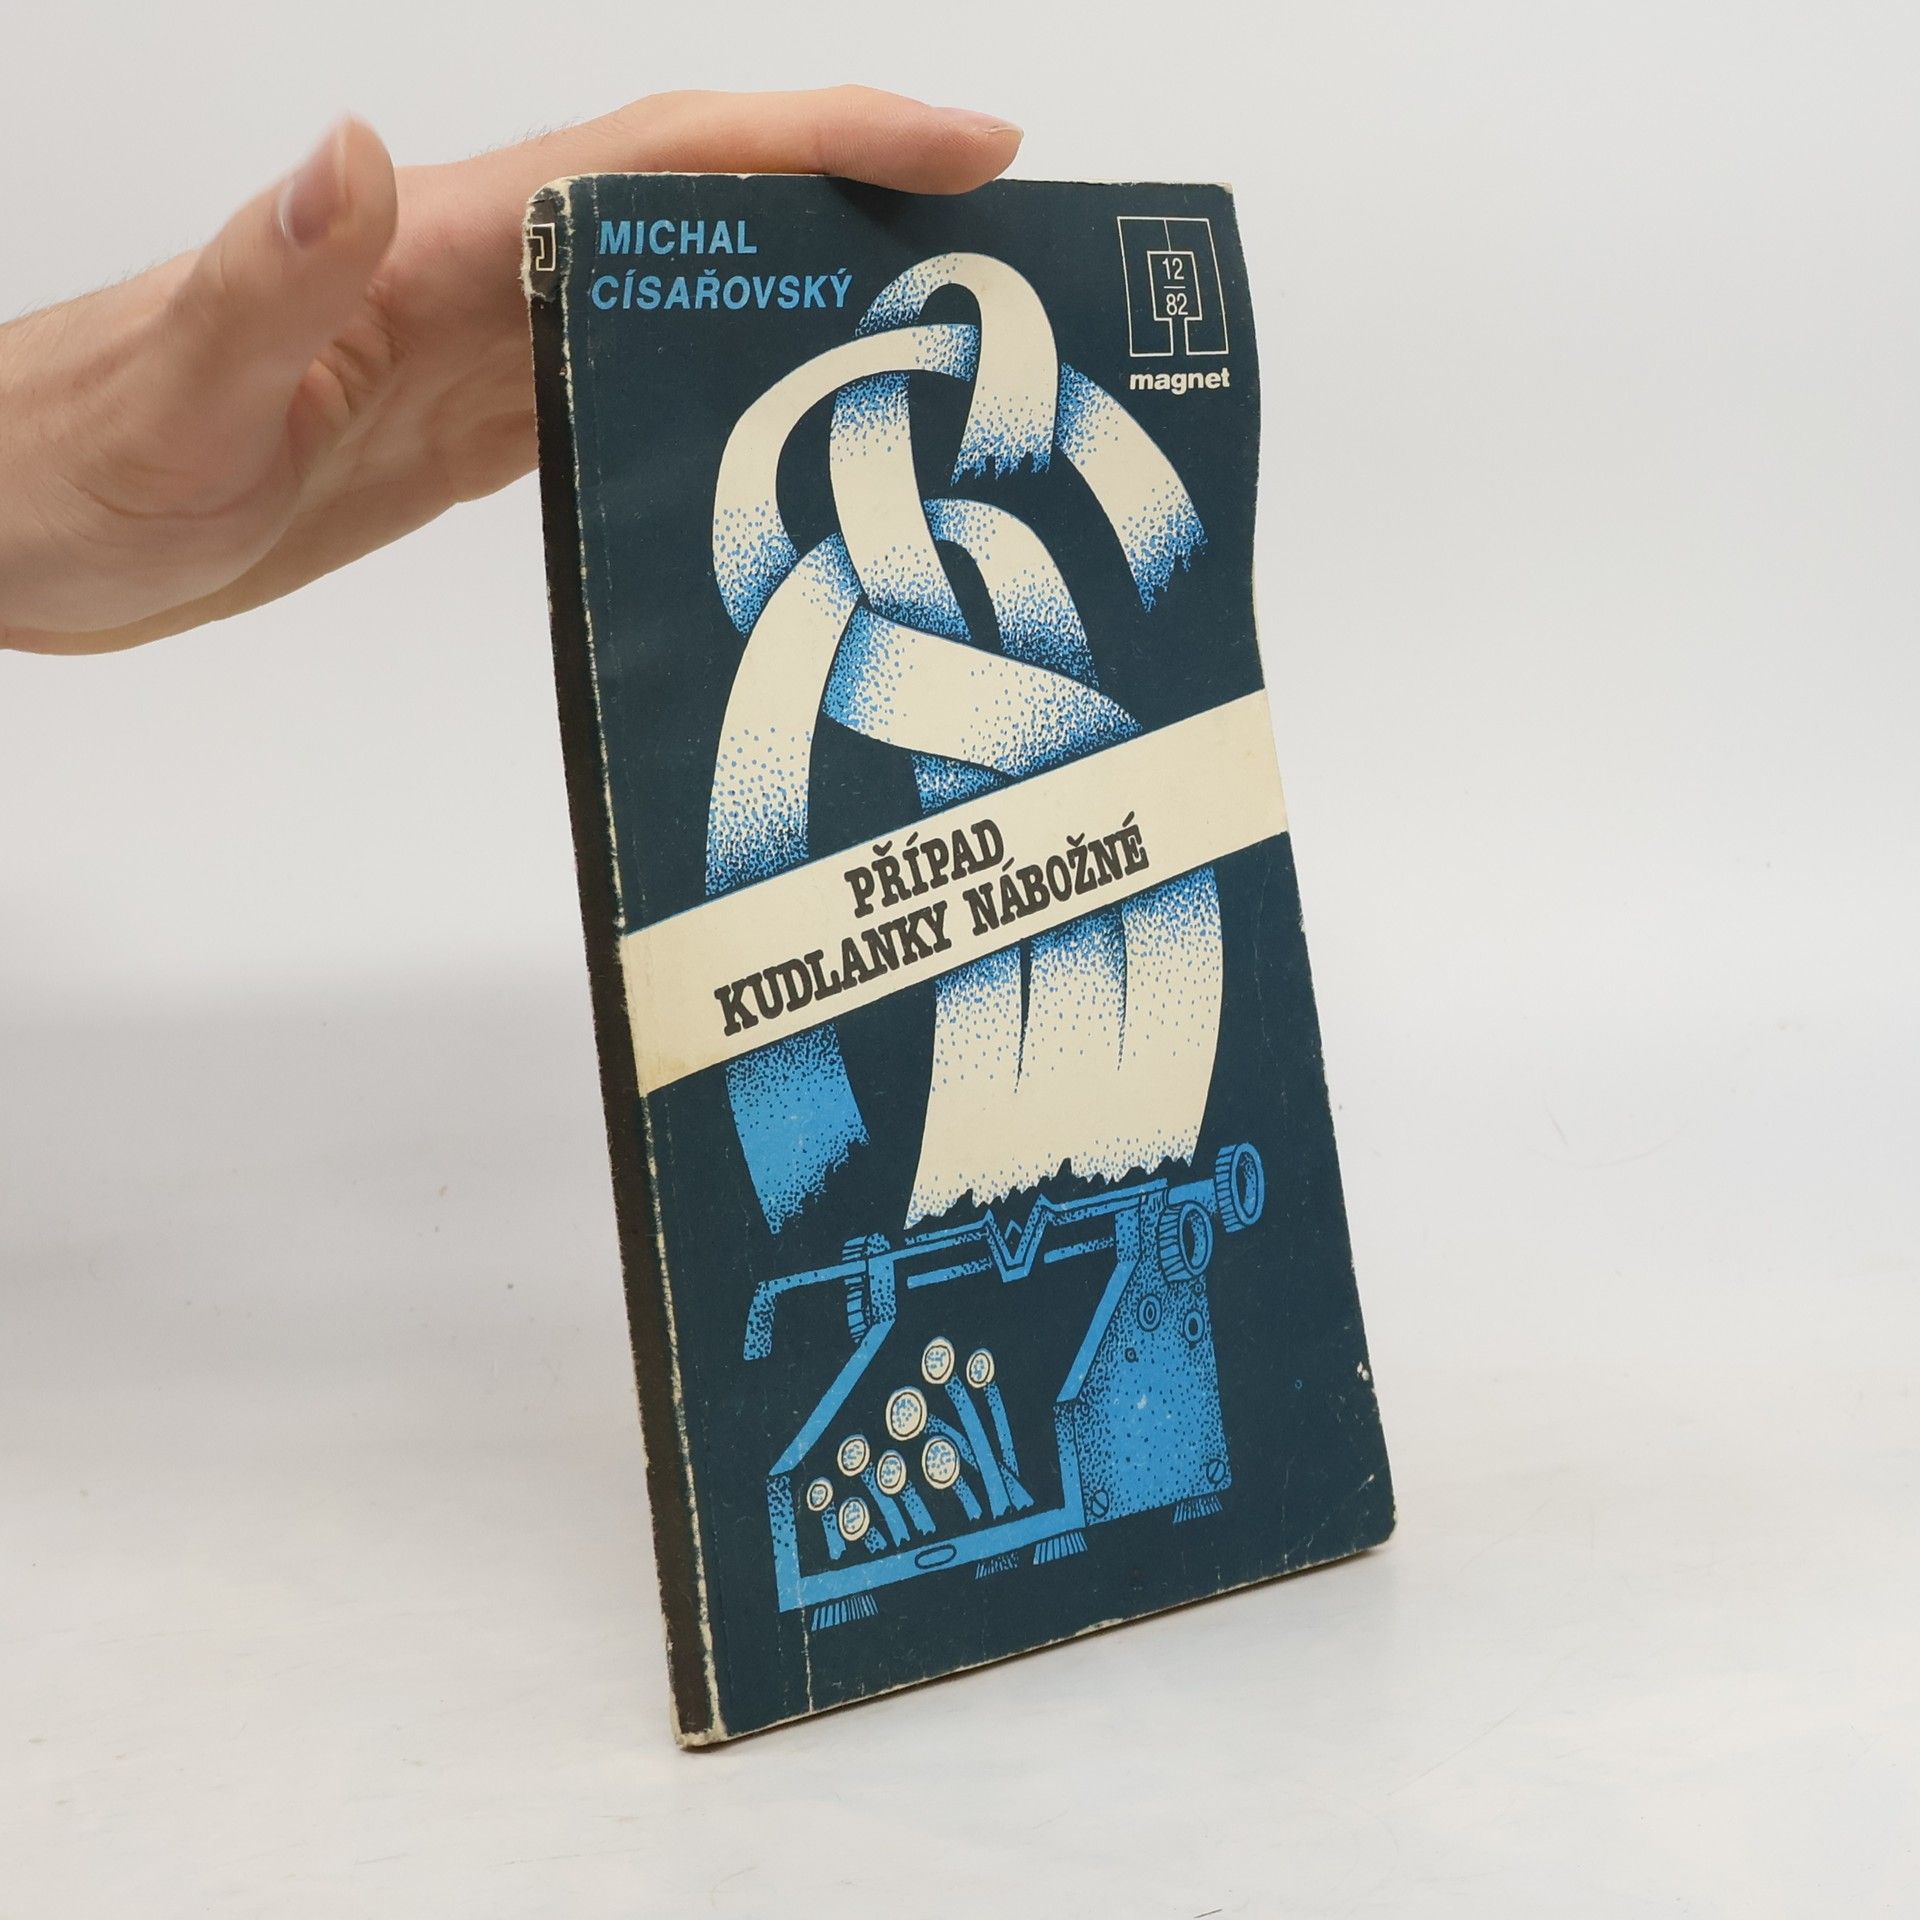 MICHAL
CÍSAŘOVSKÝ
12
82
magnet
PŘÍPAD
KUDLANKY NÁBOŽNÉ